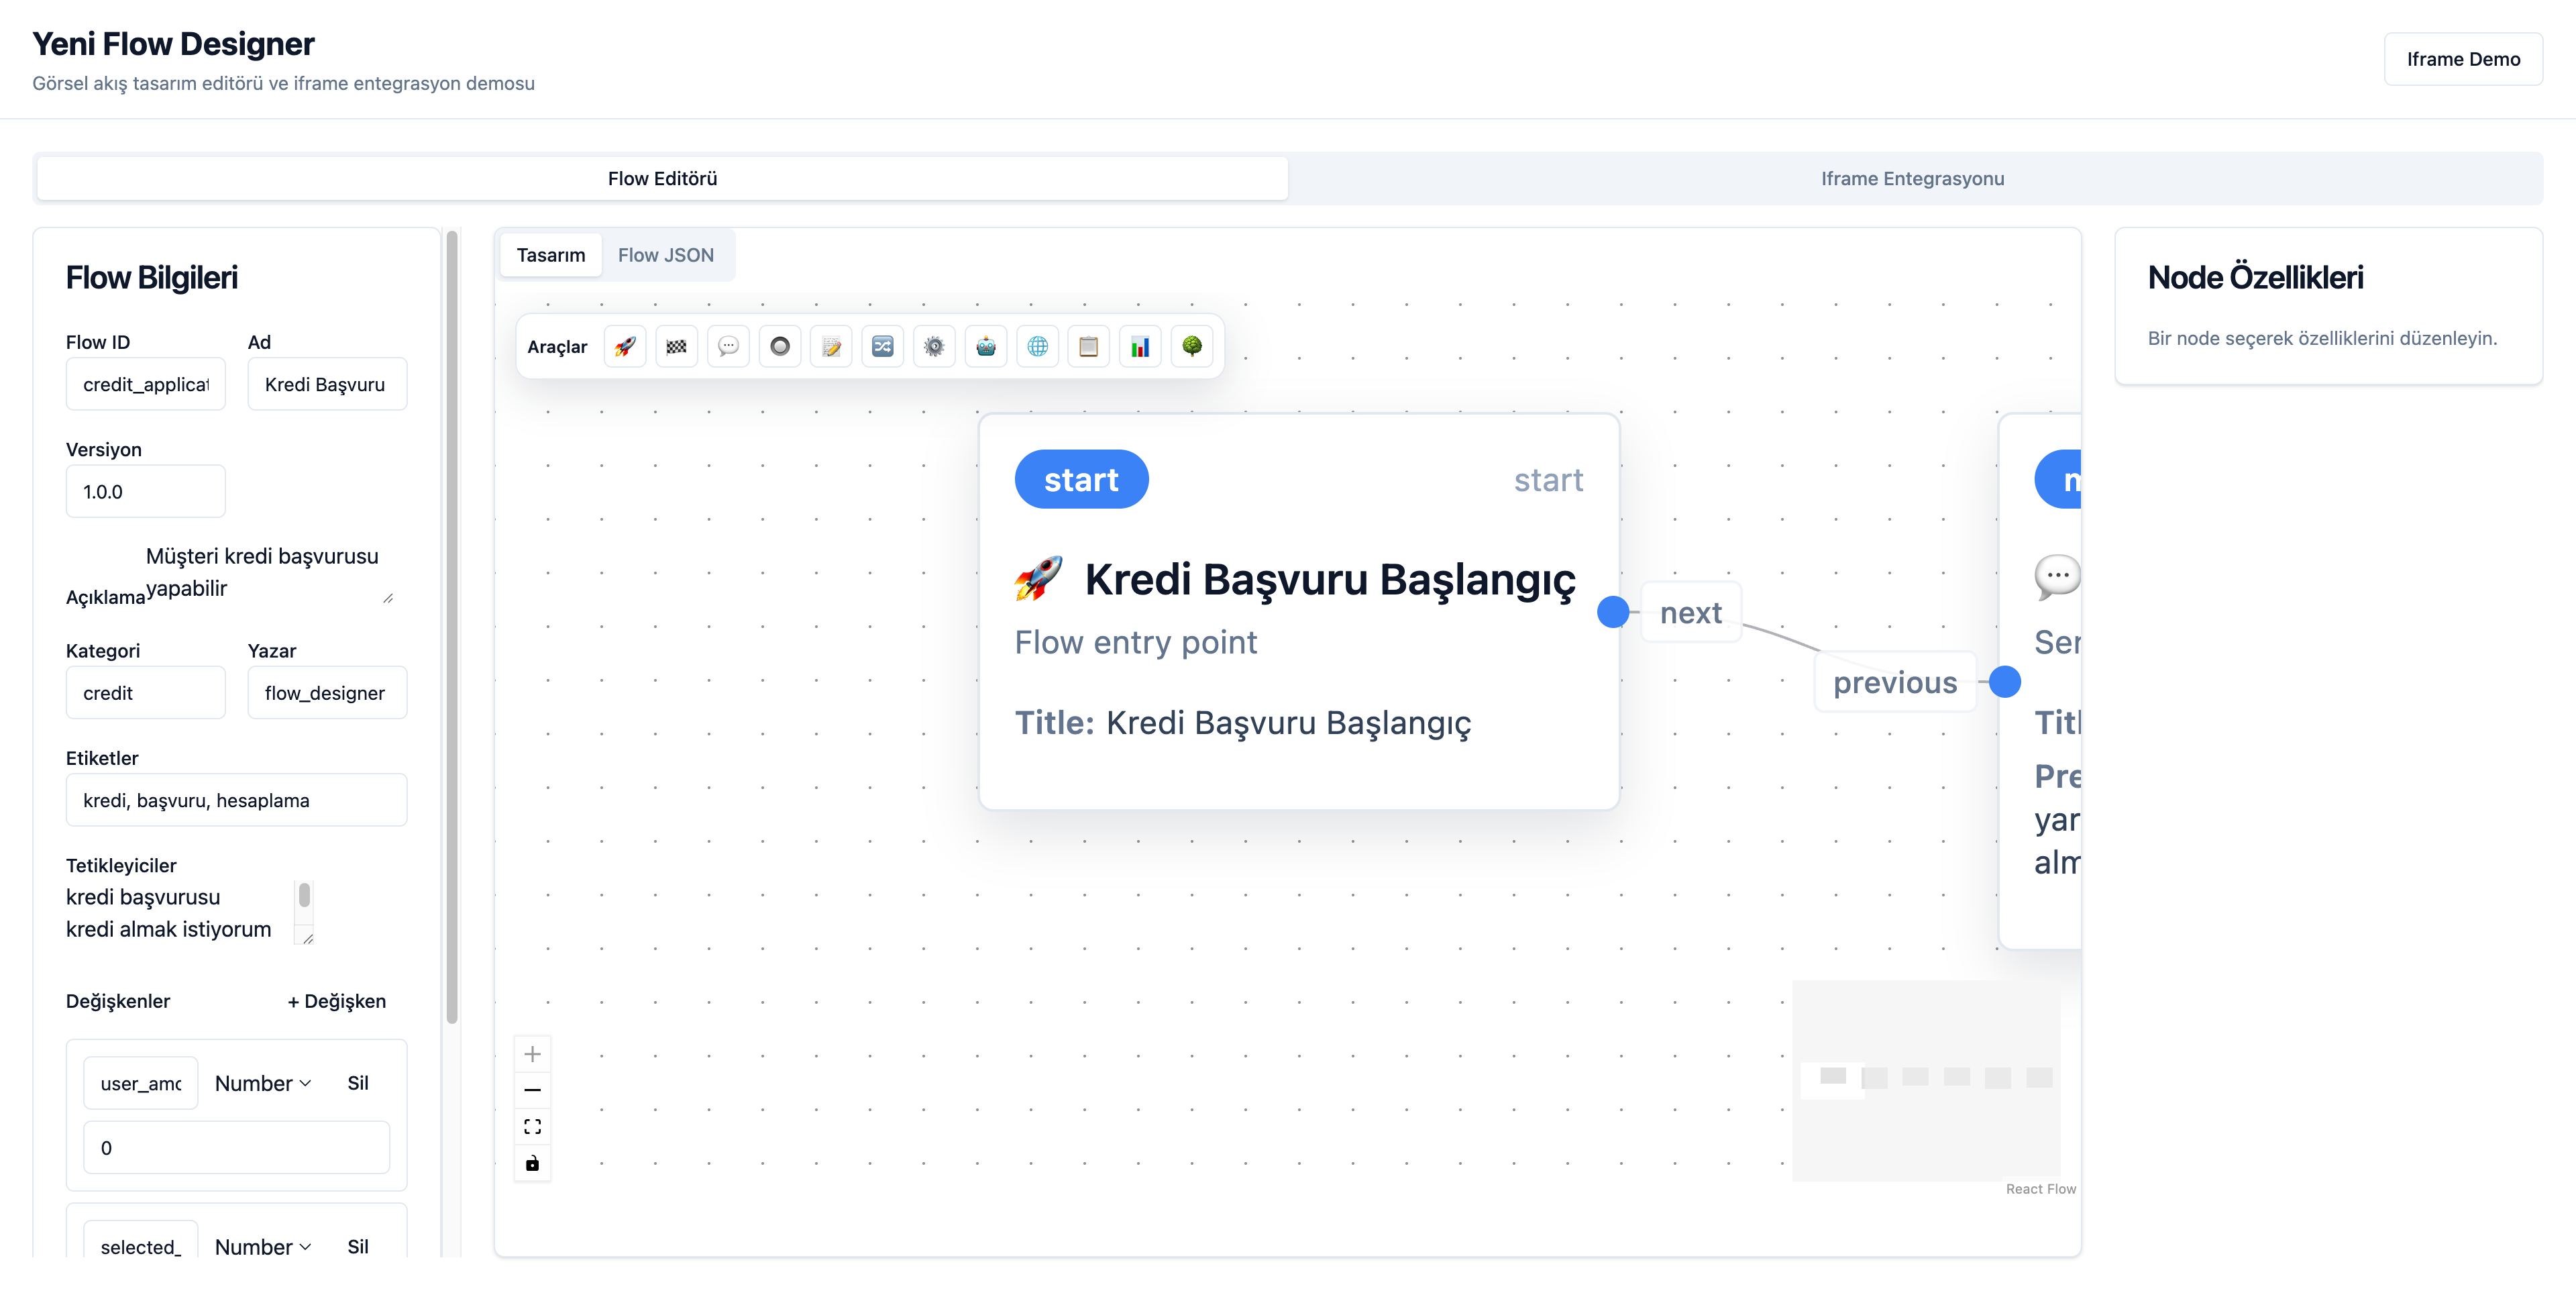 Yeni Flow Designer
Görsel akış tasarım editörü ve iframe entegrasyon demosu
Iframe Demo
Flow Editörü
Iframe Entegrasyonu
Flow Bilgileri
Flow ID
Ad
credit_applicat
Kredi Başvuru
Versiyon
1.0.0
Açıklama
Müşteri kredi başvurusu
yapabilir
Kategori
Yazar
credit
flow_designer
Etiketler
kredi, başvuru, hesaplama
Tetikleyiciler
kredi başvurusu
kredi almak istiyorum
Değişkenler
+ Değişken
user_amo
Number
Sil
0
selected_
Number
Sil
Tasarım
Flow JSON
Araçlar
start
start
Kredi Başvuru Başlangıç
Flow entry point
Title: Kredi Başvuru Başlangıç
next
previous
Ser
Titl
Pre
yar
alm
React Flow
Node Özellikleri
Bir node seçerek özelliklerini düzenleyin.